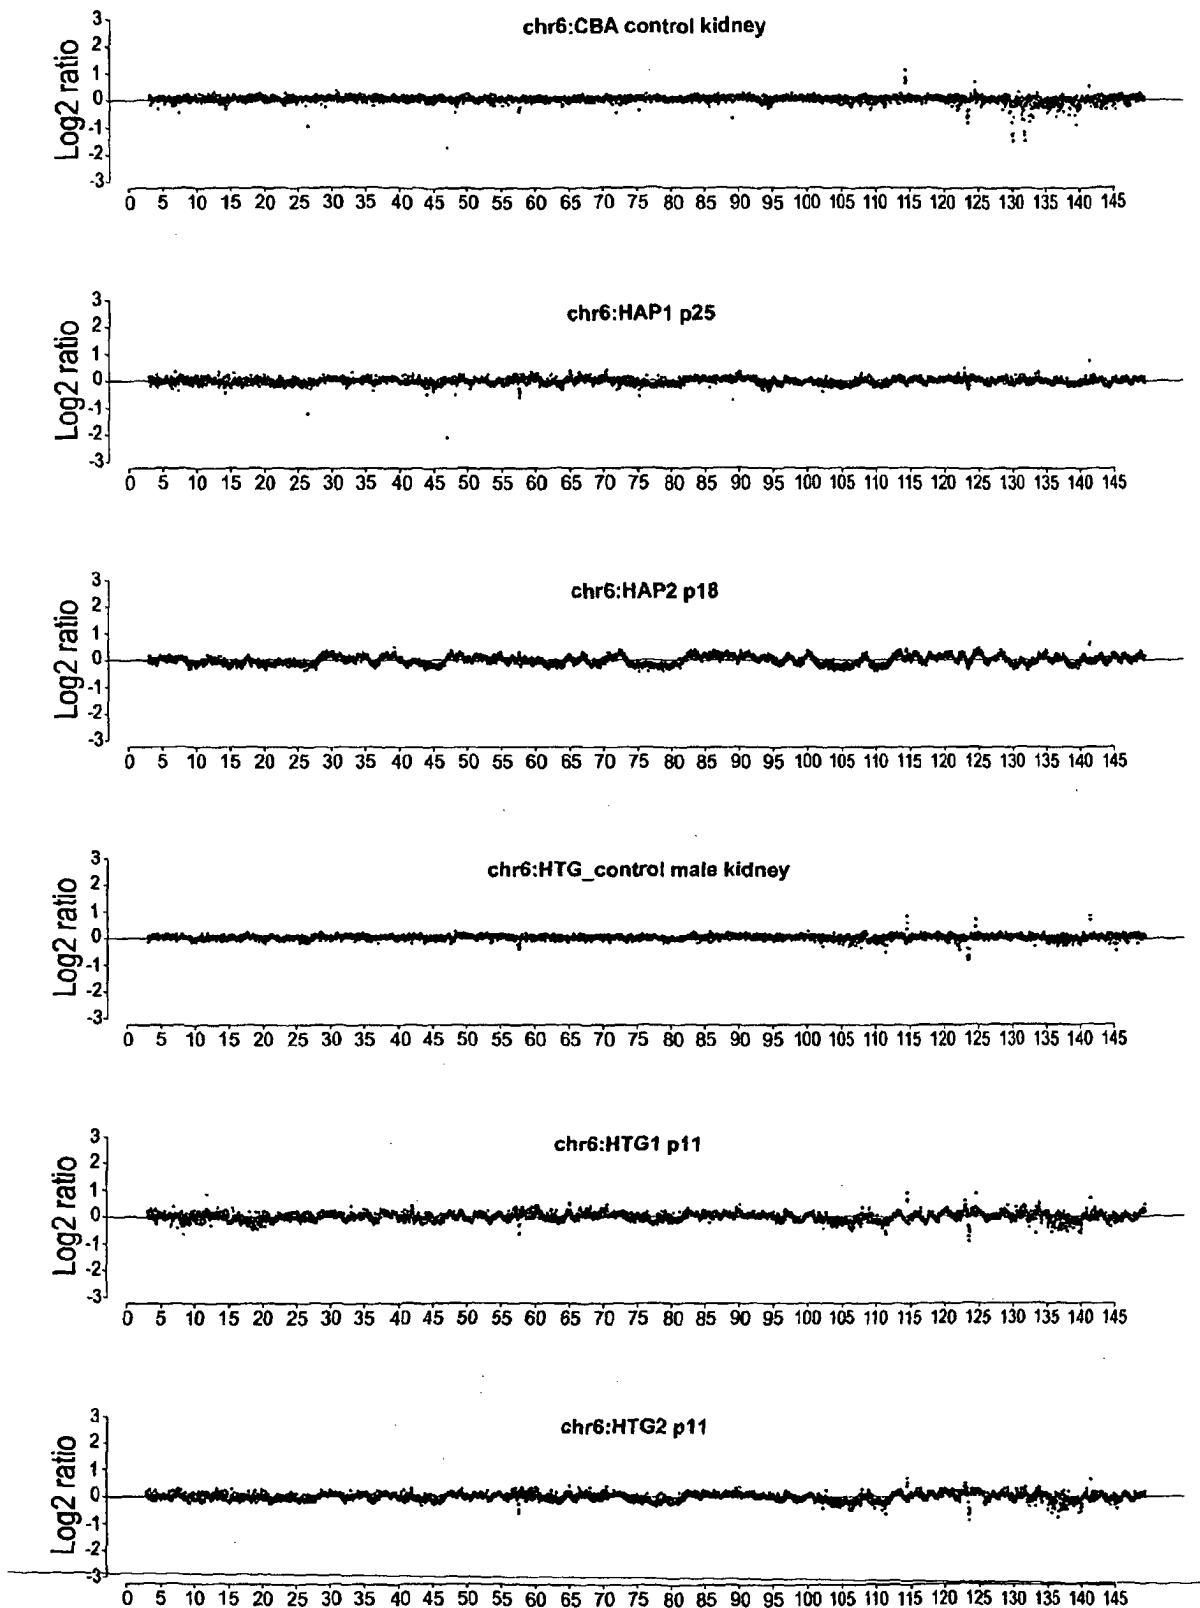 chr6:CBA control kidney
Log2 ratio
3
2
1
0
-1
-2
-3
0 5 10 15 20 25 30 35 40 45 50 55 60 65 70 75 80 85 90 95 100 105 110 115 120 125 130 135 140 145
chr6:HAP1 p25
Log2 ratio
3
2
1
0
-1
-2
-3
0 5 10 15 20 25 30 35 40 45 50 55 60 65 70 75 80 85 90 95 100 105 110 115 120 125 130 135 140 145
chr6:HAP2 p18
Log2 ratio
3
2
1
0
-1
-2
-3
0 5 10 15 20 25 30 35 40 45 50 55 60 65 70 75 80 85 90 95 100 105 110 115 120 125 130 135 140 145
chr6:HTG_control male kidney
Log2 ratio
3
2
1
0
-1
-2
-3
0 5 10 15 20 25 30 35 40 45 50 55 60 65 70 75 80 85 90 95 100 105 110 115 120 125 130 135 140 145
chr6:HTG1 p11
Log2 ratio
3
2
1
0
-1
-2
-3
0 5 10 15 20 25 30 35 40 45 50 55 60 65 70 75 80 85 90 95 100 105 110 115 120 125 130 135 140 145
chr6:HTG2 p11
Log2 ratio
3
2
1
0
-1
-2
-3
0 5 10 15 20 25 30 35 40 45 50 55 60 65 70 75 80 85 90 95 100 105 110 115 120 125 130 135 140 145